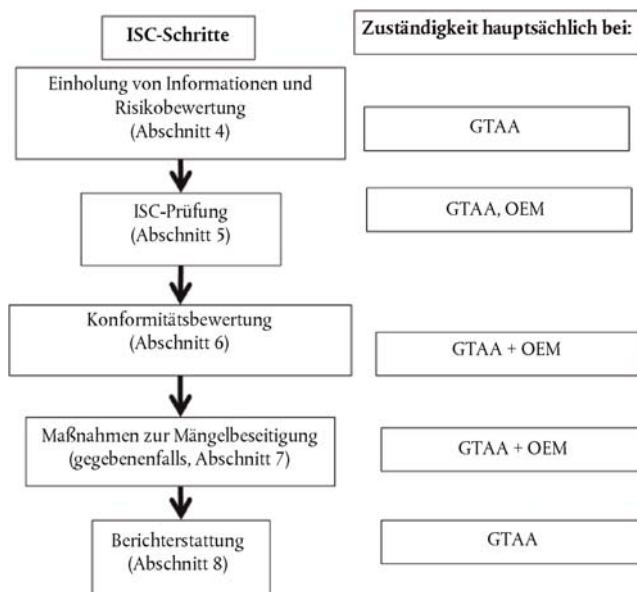 ISC-Schritte
Zuständigkeit hauptsächlich bei:
Einholung von Informationen und
Risikobewertung
(Abschnitt 4)
GTAA
ISC-Prüfung
(Abschnitt 5)
GTAA, OEM
Konformitätsbewertung
(Abschnitt 6)
GTAA + OEM
Maßnahmen zur Mängelbeseitigung
(gegebenenfalls, Abschnitt 7)
GTAA + OEM
Berichterstattung
(Abschnitt 8)
GTAA